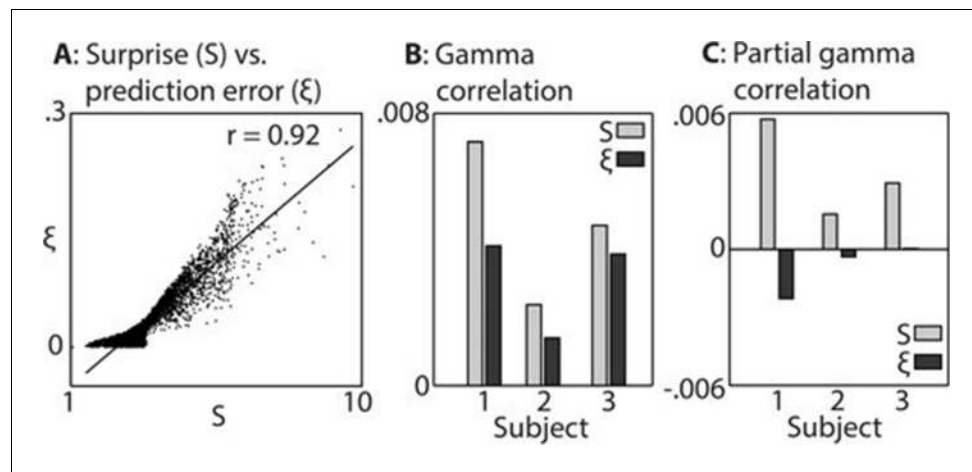 A: Surprise (S) vs.
prediction error (ξ)
.3
r = 0.92
ξ
0
1
S
10
B: Gamma
correlation
.008
S
ξ
0
1 2 3
Subject
C: Partial gamma
correlation
.006
0
S
ξ
-.006
1 2 3
Subject